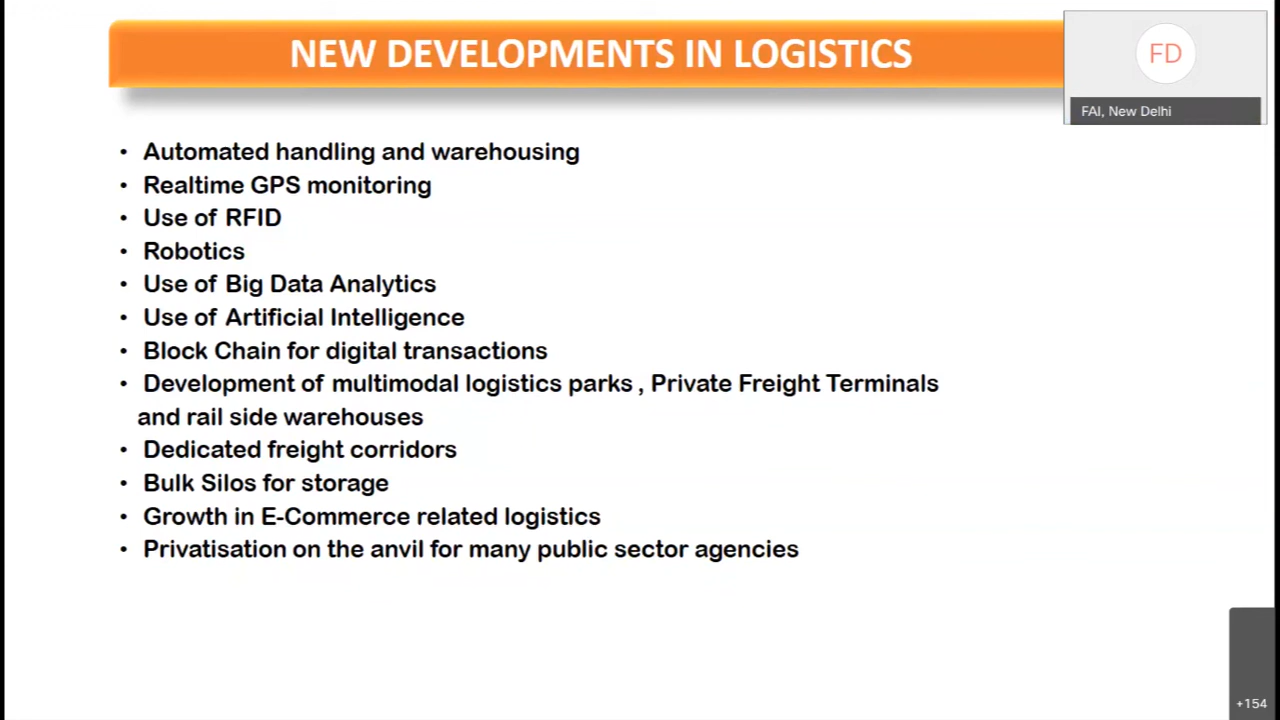 NEW DEVELOPMENTS IN LOGISTICS
FD
FAI, New Delhi
• Automated handling and warehousing
• Realtime GPS monitoring
• Use of RFID
• Robotics
• Use of Big Data Analytics
• Use of Artificial Intelligence
• Block Chain for digital transactions
• Development of multimodal logistics parks , Private Freight Terminals
and rail side warehouses
• Dedicated freight corridors
• Bulk Silos for storage
• Growth in E-Commerce related logistics
• Privatisation on the anvil for many public sector agencies
+154